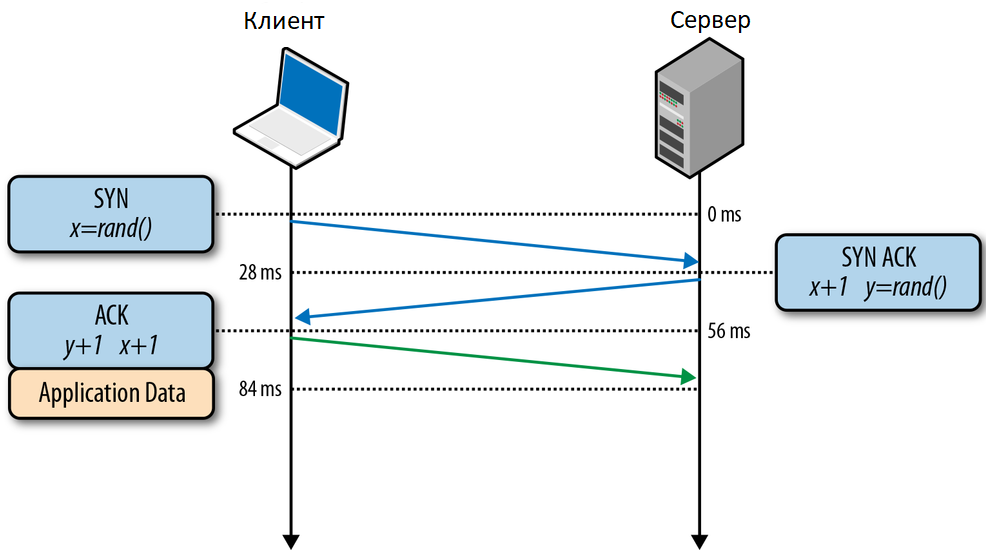 Клиент
Сервер
SYN
x=rand()
0 ms
28 ms
SYN ACK
x+1 y=rand()
ACK
y+1 x+1
56 ms
Application Data
84 ms